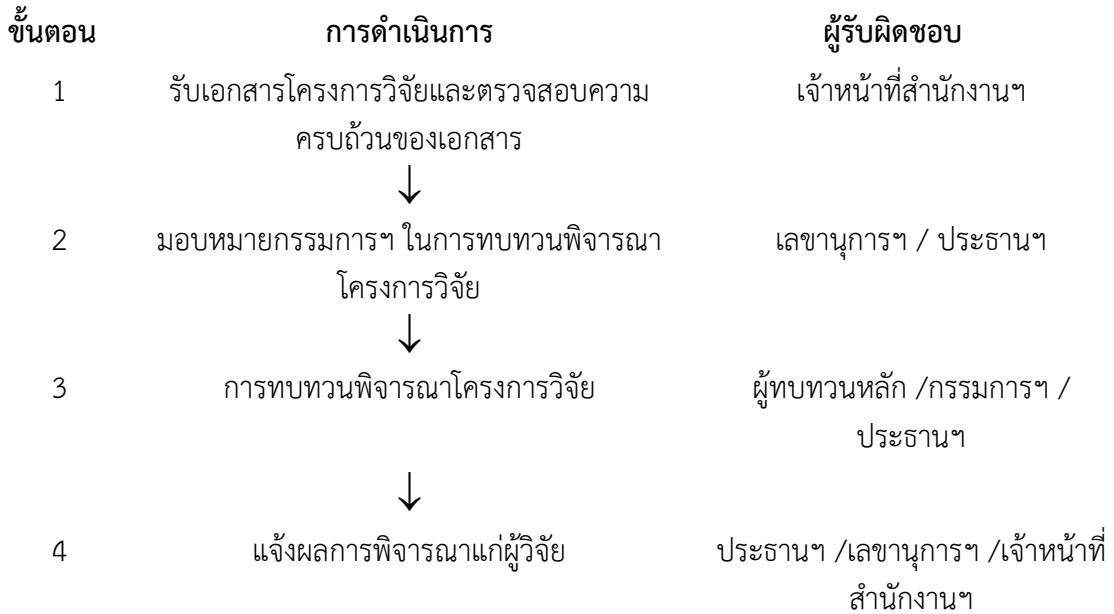 ขั้นตอน การดำเนินการ ผู้รับผิดชอบ
1 รับเอกสารโครงการวิจัยและตรวจสอบความ เจ้าหน้าที่สำนักงานฯ
ครบถ้วนของเอกสาร
↓
2 มอบหมายกรรมการฯ ในการทบทวนพิจารณา เลขานุการฯ / ประธานฯ
โครงการวิจัย
↓
3 การทบทวนพิจารณาโครงการวิจัย ผู้ทบทวนหลัก /กรรมการฯ /
ประธานฯ
↓
4 แจ้งผลการพิจารณาแก่ผู้วิจัย ประธานฯ /เลขานุการฯ /เจ้าหน้าที่
สำนักงานฯ